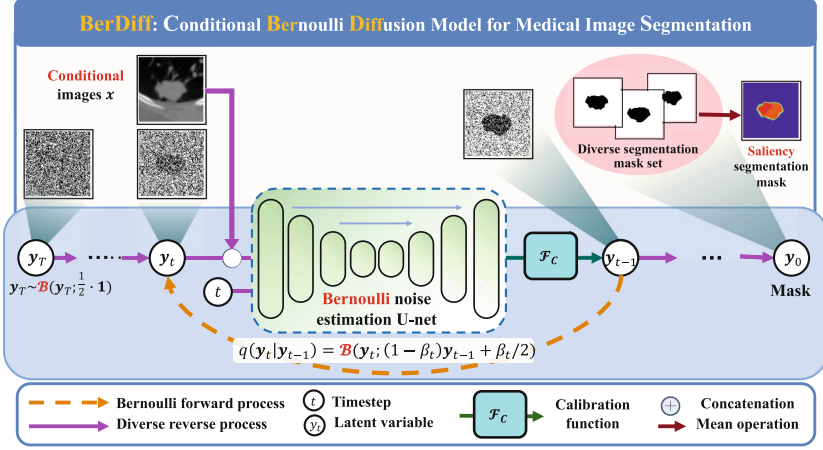 BerDiff: Conditional Bernoulli Diffusion Model for Medical Image Segmentation
Conditional
images x
Diverse segmentation
mask set
Saliency
segmentation
mask
y_T
y_t
t
Bernoulli noise
estimation U-net
ℱ_C
y_{t−1}
...
y_0
y_T~ℬ(y_T; 1/2 · 1)
Mask
q(y_t|y_{t−1}) = ℬ(y_t; (1 − β_t)y_{t−1} + β_t/2)
Bernoulli forward process
Diverse reverse process
t Timestep
y_t Latent variable
ℱ_C Calibration
function
+ Concatenation
Mean operation